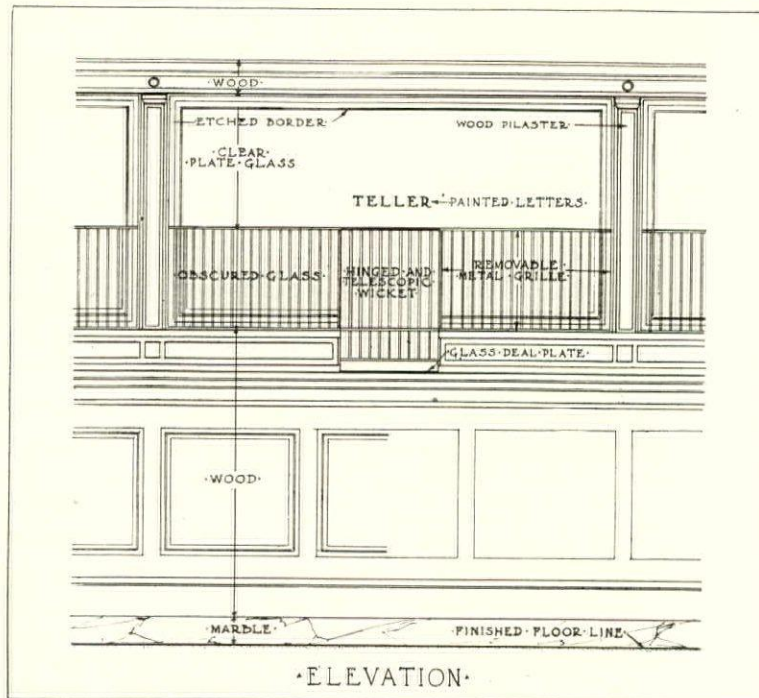 ·WOOD·
ETCHED BORDER·
WOOD PILASTER·
·CLEAR·
·PLATE·GLASS
TELLER
PAINTED·LETTERS·
OBSCURED·GLASS·
HINGED·AND
TELESCOPIC·
·WICKET·
·REMOVABLE·
METAL·GRILLE·
·GLASS·DEAL·PLATE·
·WOOD·
·MARBLE·
·FINISHED·FLOOR·LINE·
·ELEVATION·